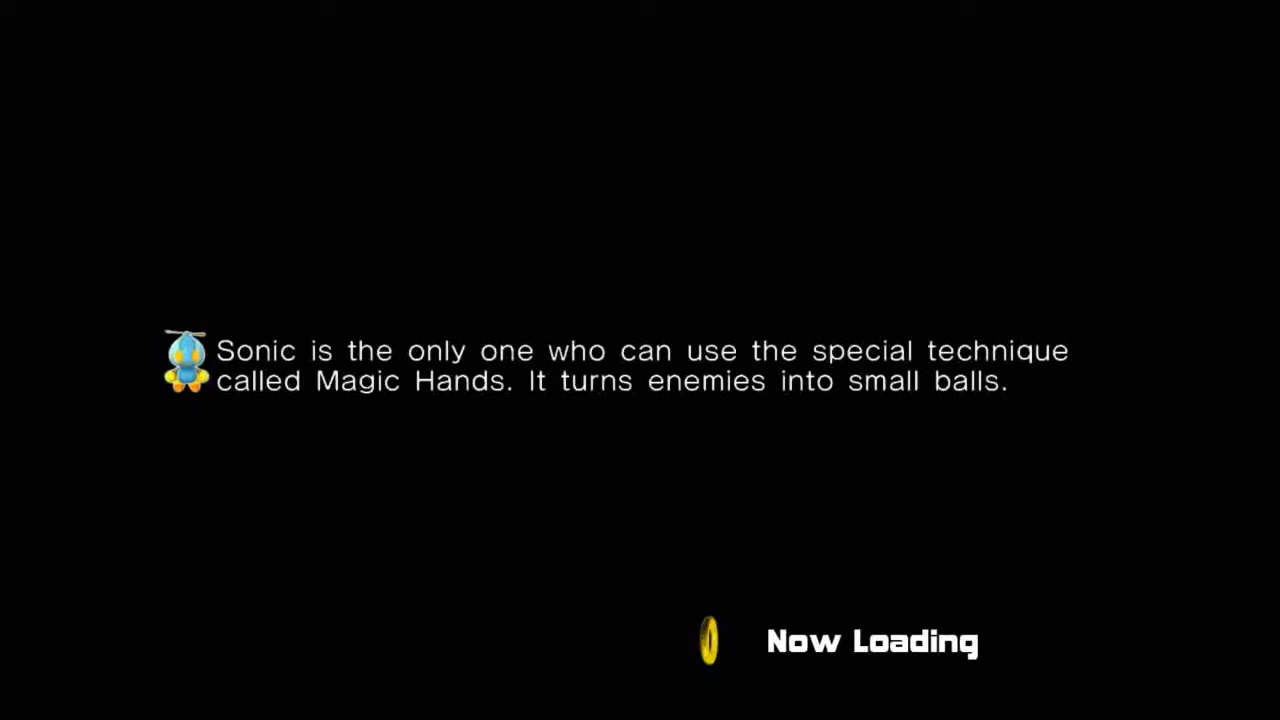 Sonic is the only one who can use the special technique
called Magic Hands. It turns enemies into small balls.
Now Loading